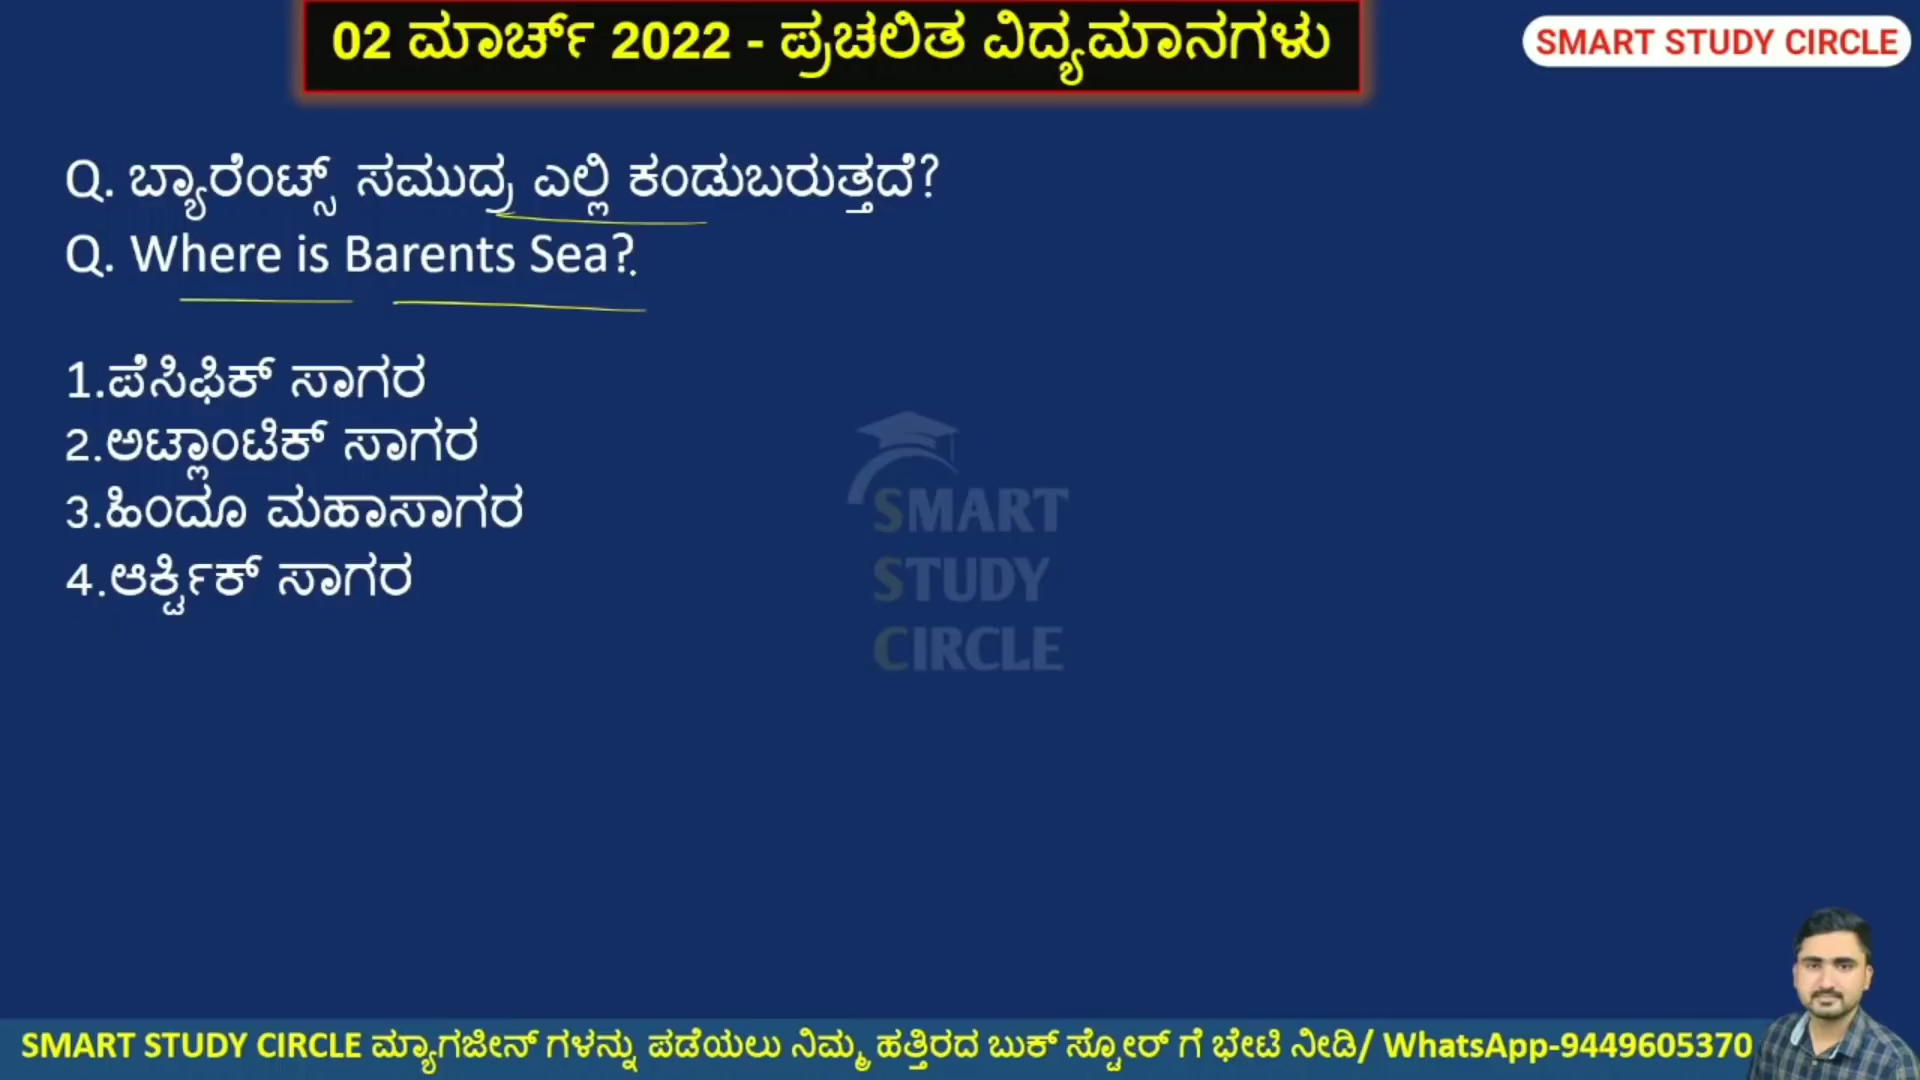 02 ಮಾರ್ಚ್ 2022 - ಪ್ರಚಲಿತ ವಿದ್ಯಮಾನಗಳು
SMART STUDY CIRCLE
Q. ಬ್ಯಾರೆಂಟ್ಸ್ ಸಮುದ್ರ ಎಲ್ಲಿ ಕಂಡುಬರುತ್ತದೆ?
Q. Where is Barents Sea?
1.ಪೆಸಿಫಿಕ್ ಸಾಗರ
2.ಅಟ್ಲಾಂಟಿಕ್ ಸಾಗರ
3.ಹಿಂದೂ ಮಹಾಸಾಗರ
4.ಆರ್ಕ್ಟಿಕ್ ಸಾಗರ
SMART
STUDY
CIRCLE
SMART STUDY CIRCLE ಮ್ಯಾಗಜೀನ್ ಗಳನ್ನು ಪಡೆಯಲು ನಿಮ್ಮ ಹತ್ತಿರದ ಬುಕ್ ಸ್ಟೋರ್ ಗೆ ಭೇಟಿ ನೀಡಿ/ WhatsApp-9449605370